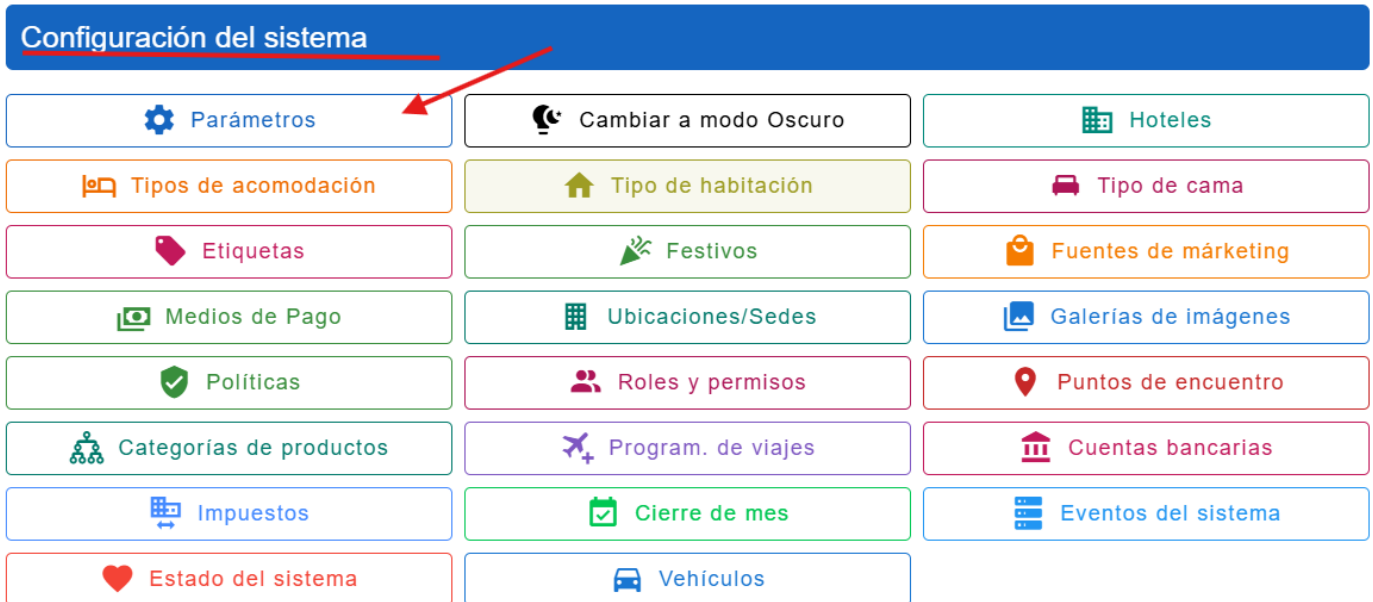 Configuración del sistema
Parámetros
Cambiar a modo Oscuro
Hoteles
Tipos de acomodación
Tipo de habitación
Tipo de cama
Etiquetas
Festivos
Fuentes de márketing
Medios de Pago
Ubicaciones/Sedes
Galerías de imágenes
Políticas
Roles y permisos
Puntos de encuentro
Categorías de productos
Program. de viajes
Cuentas bancarias
Impuestos
Cierre de mes
Eventos del sistema
Estado del sistema
Vehículos